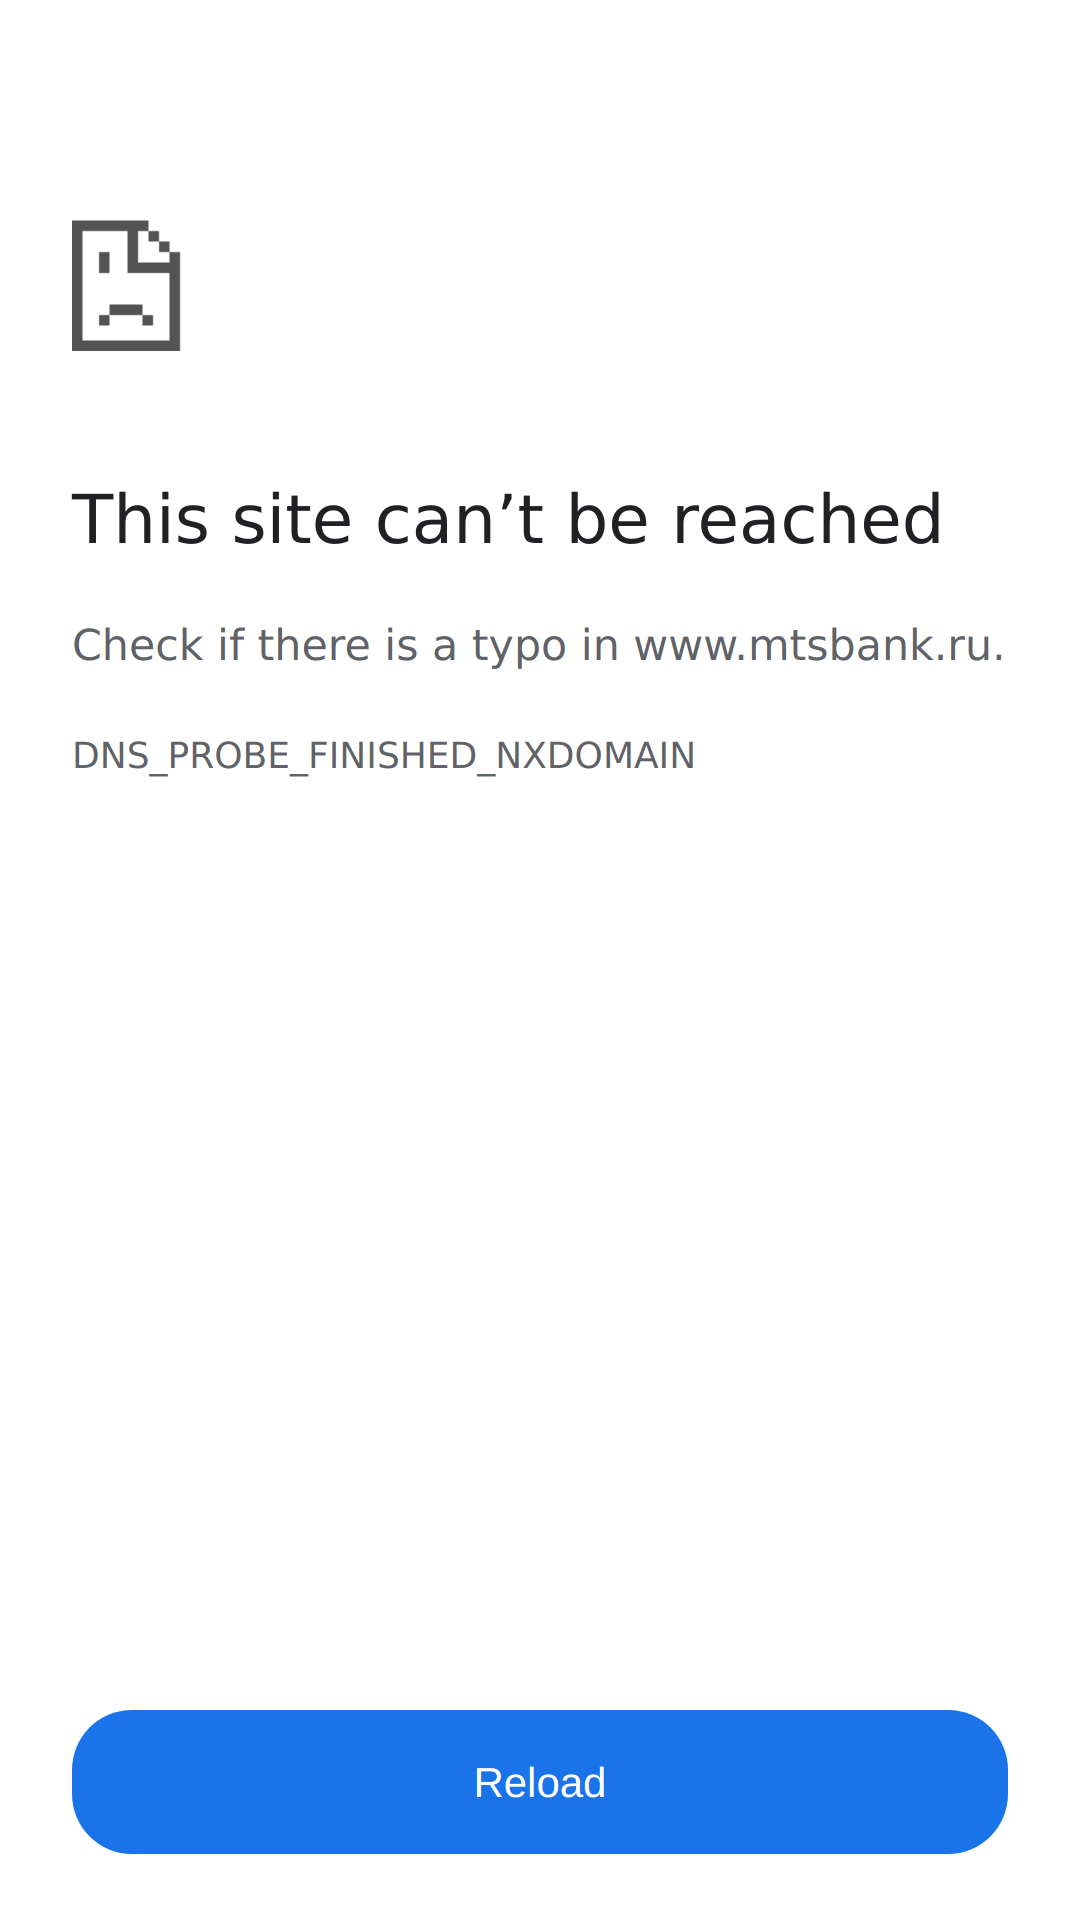 This site can’t be reached
Check if there is a typo in www.mtsbank.ru.
DNS_PROBE_FINISHED_NXDOMAIN
Reload